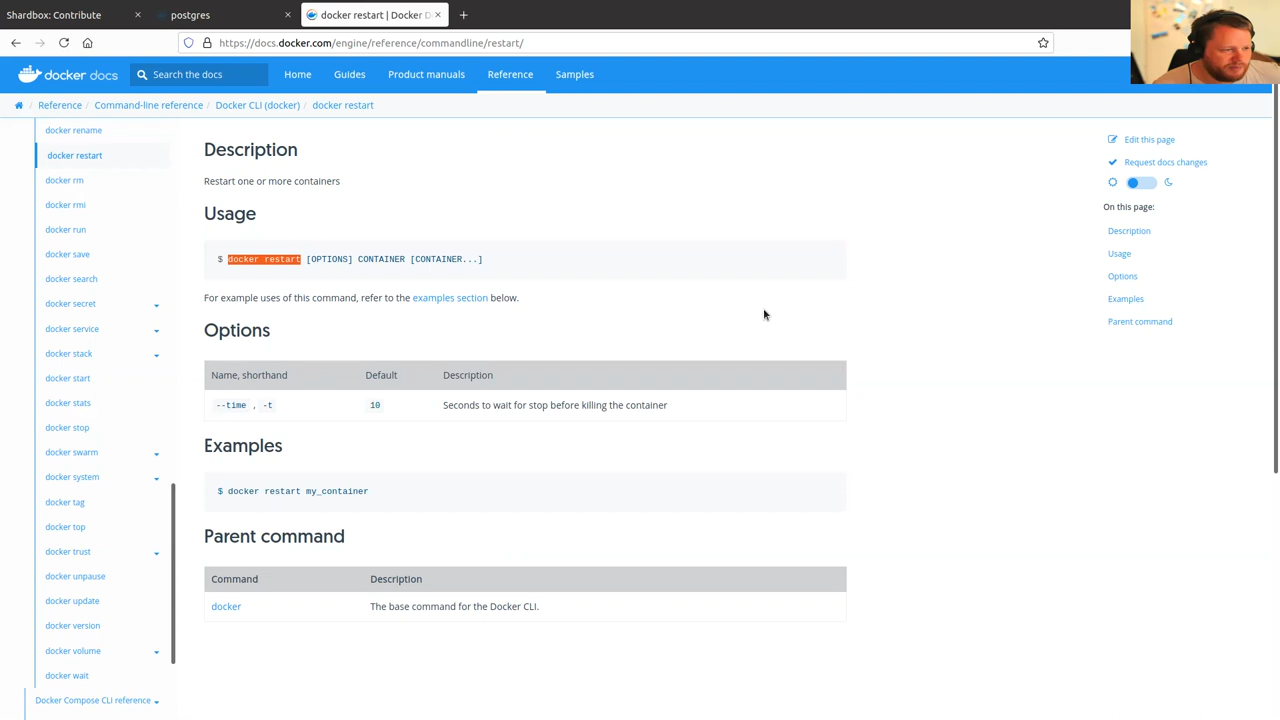 Shardbox: Contribute
postgres
docker restart | Docker D
https://docs.docker.com/engine/reference/commandline/restart/
docker docs
Search the docs
Home
Guides
Product manuals
Reference
Samples
/ Reference / Command-line reference / Docker CLI (docker) / docker restart
docker rename
docker restart
docker rm
docker rmi
docker run
docker save
docker search
docker secret
docker service
docker stack
docker start
docker stats
docker stop
docker swarm
docker system
docker tag
docker top
docker trust
docker unpause
docker update
docker version
docker volume
docker wait
Docker Compose CLI reference
Description
Restart one or more containers
Usage
$ docker restart [OPTIONS] CONTAINER [CONTAINER...]
For example uses of this command, refer to the examples section below.
Options
Name, shorthand Default Description
--time , -t 10 Seconds to wait for stop before killing the container
Examples
$ docker restart my_container
Parent command
Command Description
docker The base command for the Docker CLI.
Edit this page
Request docs changes
On this page:
Description
Usage
Options
Examples
Parent command